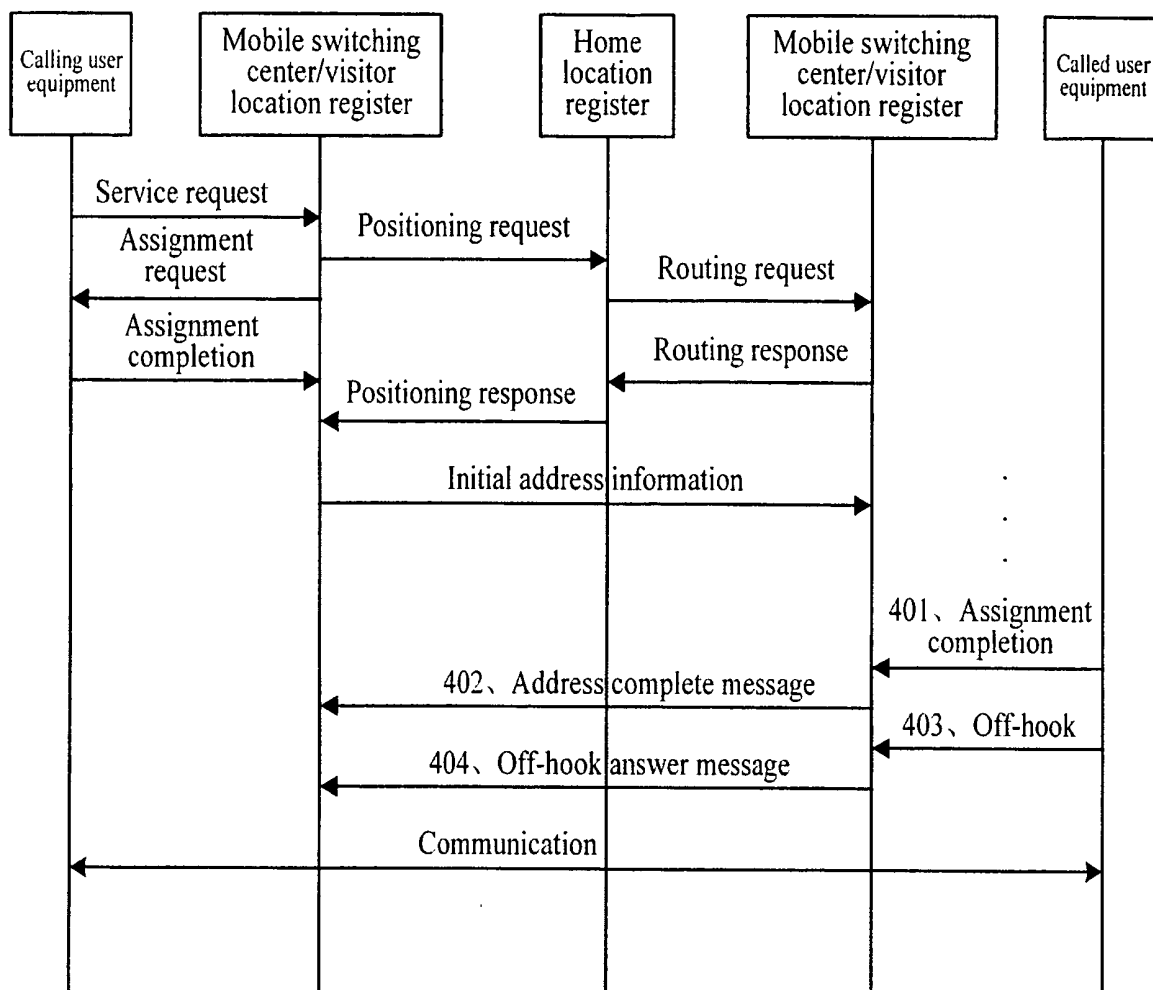 Calling user
equipment
Mobile switching
center/visitor
location register
Home
location
register
Mobile switching
center/visitor
location register
Called user
equipment
Service request
Positioning request
Assignment
request
Routing request
Assignment
completion
Routing response
Positioning response
Initial address information
401、Assignment
completion
402、Address complete message
403、Off-hook
404、Off-hook answer message
Communication